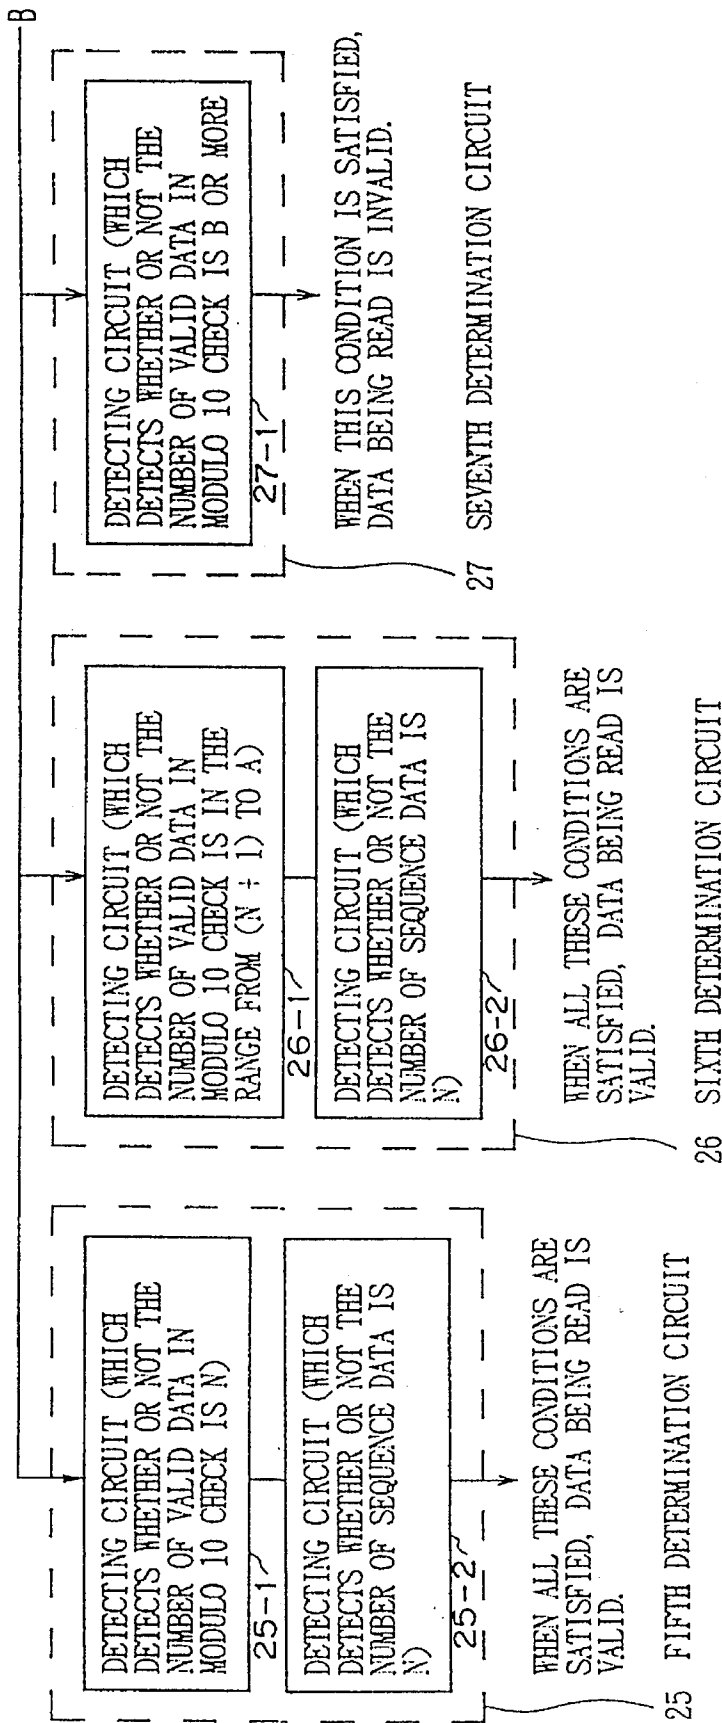 B
DETECTING CIRCUIT (WHICH
DETECTS WHETHER OR NOT THE
NUMBER OF VALID DATA IN
MODULO 10 CHECK IS N)
25-1
DETECTING CIRCUIT (WHICH
DETECTS WHETHER OR NOT THE
NUMBER OF SEQUENCE DATA IS
N)
25-2
WHEN ALL THESE CONDITIONS ARE
SATISFIED, DATA BEING READ IS
VALID.
25 FIFTH DETERMINATION CIRCUIT
DETECTING CIRCUIT (WHICH
DETECTS WHETHER OR NOT THE
NUMBER OF VALID DATA IN
MODULO 10 CHECK IS IN THE
RANGE FROM (N + 1) TO A)
26-1
DETECTING CIRCUIT (WHICH
DETECTS WHETHER OR NOT THE
NUMBER OF SEQUENCE DATA IS
N)
26-2
WHEN ALL THESE CONDITIONS ARE
SATISFIED, DATA BEING READ IS
VALID.
26 SIXTH DETERMINATION CIRCUIT
DETECTING CIRCUIT (WHICH
DETECTS WHETHER OR NOT THE
NUMBER OF VALID DATA IN
MODULO 10 CHECK IS B OR MORE
27-1
WHEN THIS CONDITION IS SATISFIED,
DATA BEING READ IS INVALID.
27 SEVENTH DETERMINATION CIRCUIT